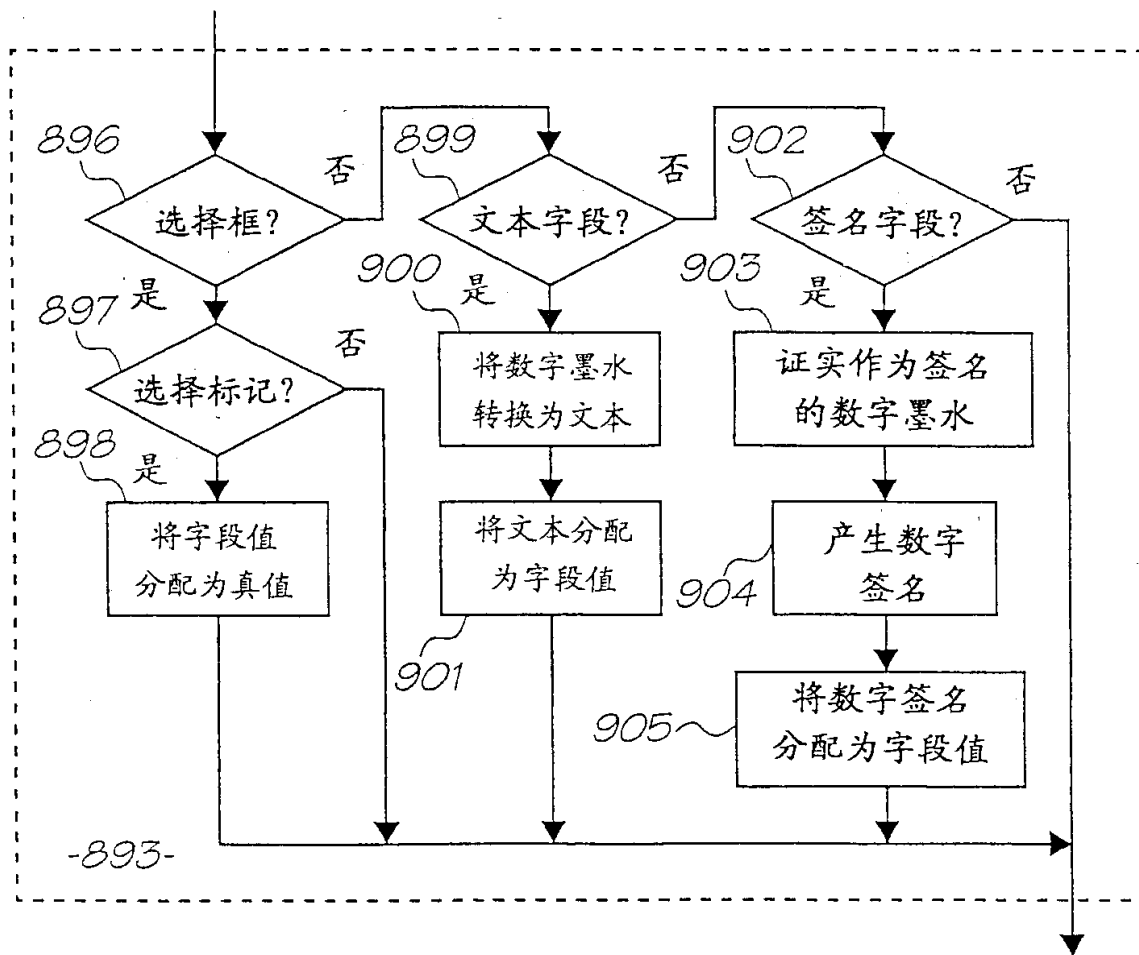 896
否
899
否
902
否
选择框?
文本字段?
签名字段?
是
900
是
903
是
897
否
选择标记?
将数字墨水
转换为文本
证实作为签名
的数字墨水
898
是
将字段值
分配为真值
将文本分配
为字段值
产生数字
签名
904
901
905
将数字签名
分配为字段值
-893-